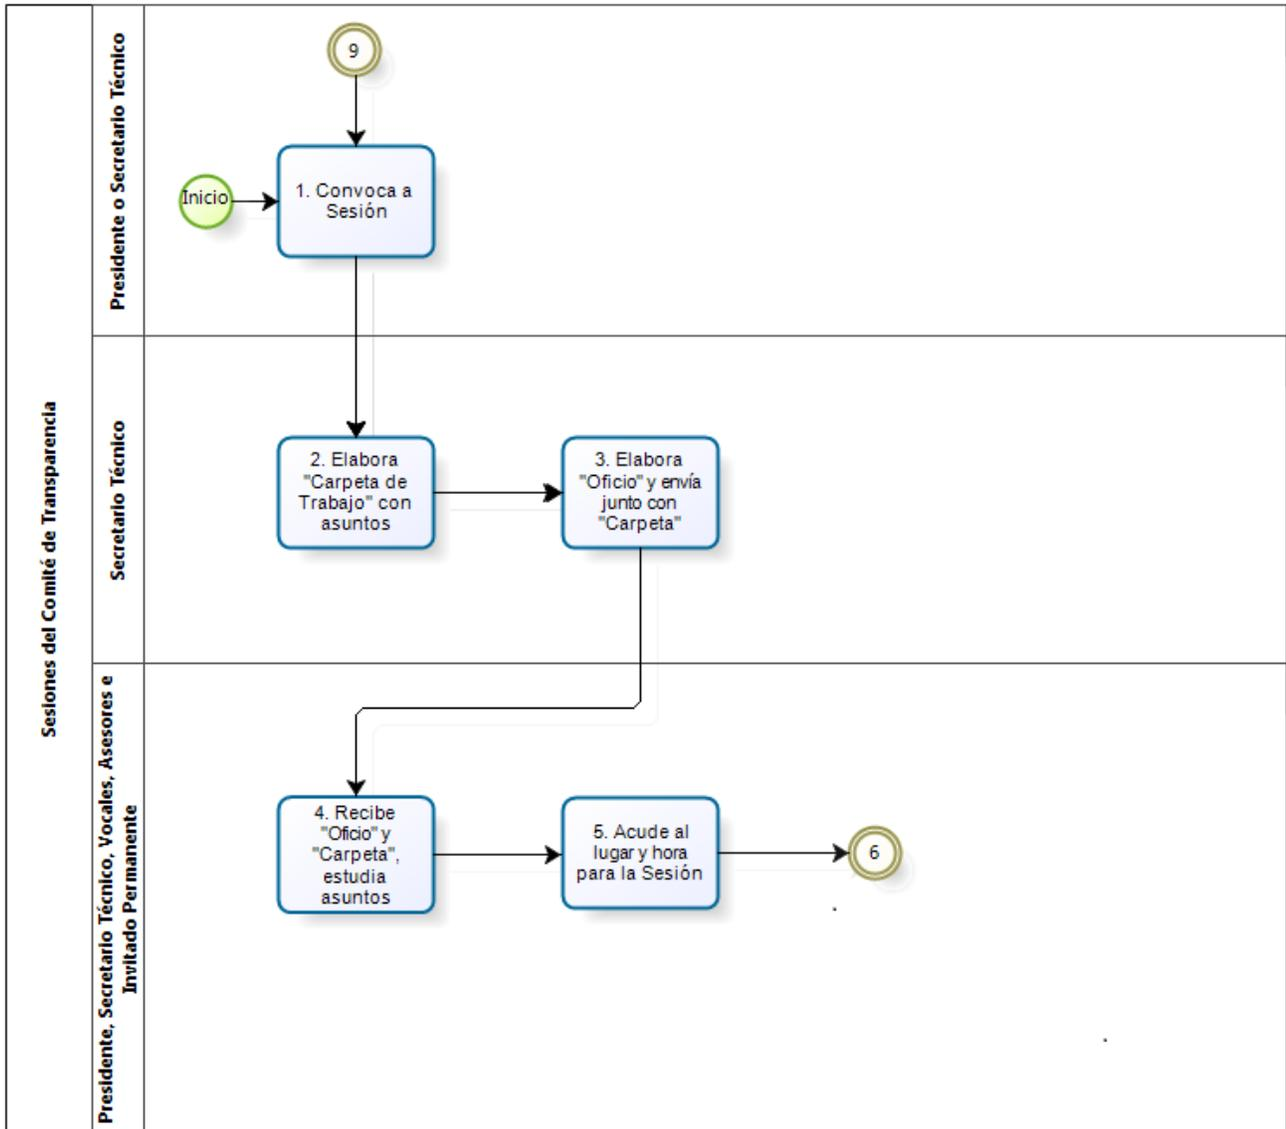 Sesiones del Comité de Transparencia
Presidente o Secretario Técnico
9
Inicio
1. Convoca a
Sesión
Secretario Técnico
2. Elabora
"Carpeta de
Trabajo" con
asuntos
3. Elabora
"Oficio" y envía
junto con
"Carpeta"
Presidente, Secretario Técnico, Vocales, Asesores e
Invitado Permanente
4. Recibe
"Oficio" y
"Carpeta",
estudia
asuntos
5. Acude al
lugar y hora
para la Sesión
6